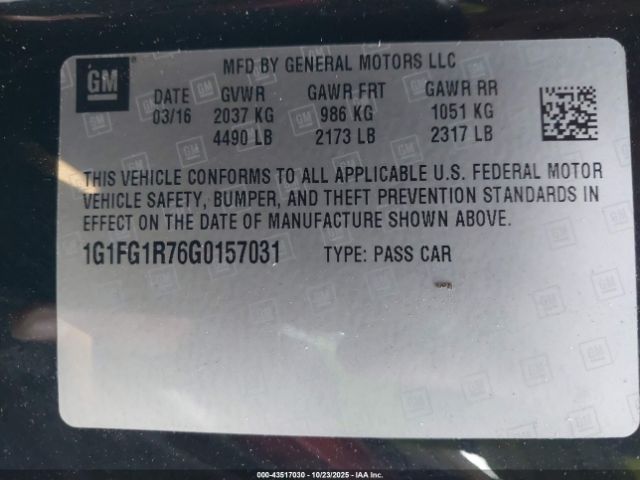 GM
MFD BY GENERAL MOTORS LLC
DATE GVWR GAWR FRT GAWR RR
03/16 2037 KG 986 KG 1051 KG
4490 LB 2173 LB 2317 LB
THIS VEHICLE CONFORMS TO ALL APPLICABLE U.S. FEDERAL MOTOR
VEHICLE SAFETY, BUMPER, AND THEFT PREVENTION STANDARDS IN
EFFECT ON THE DATE OF MANUFACTURE SHOWN ABOVE.
1G1FG1R76G0157031 TYPE: PASS CAR
000-43517030 - 10/23/2025 - IAAI.COM